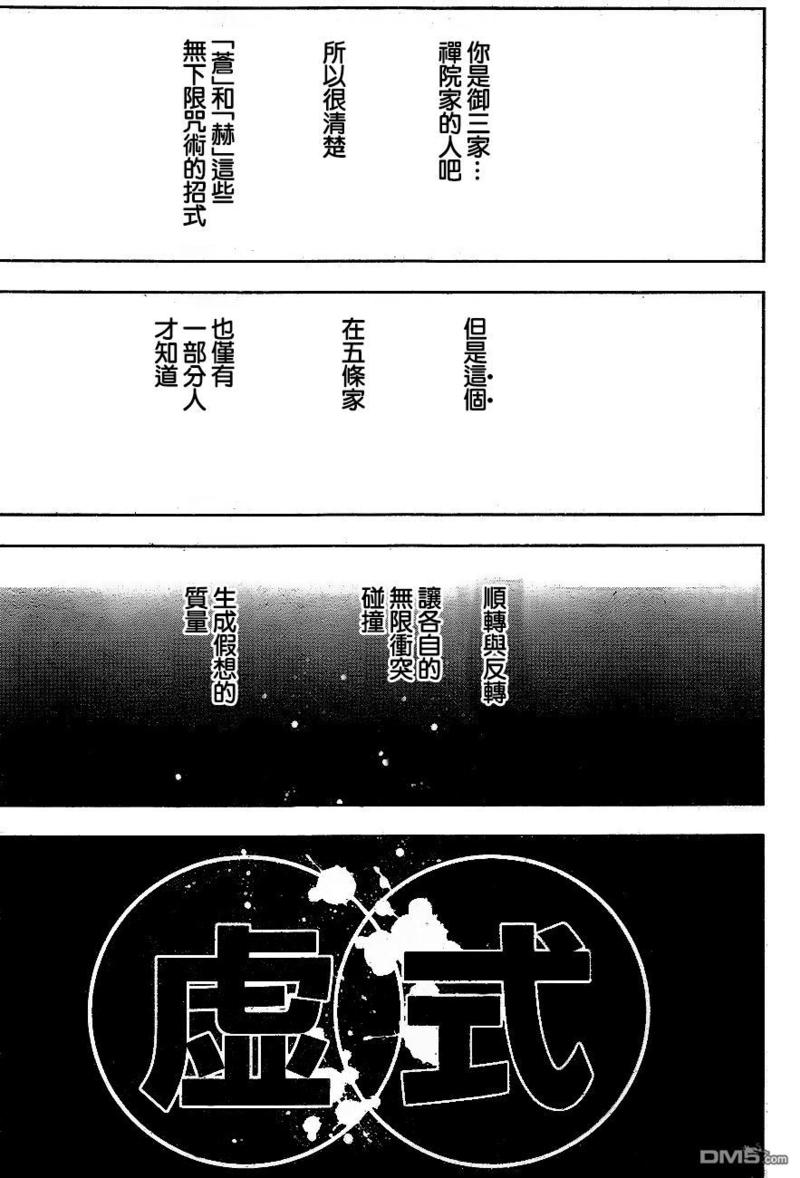 你是御三家…
禪院家的人吧
所以很清楚
「蒼」和「赫」這些
無下限咒術的招式
但是這個
在五條家
也僅有
一部分人
才知道
順轉與反轉
讓各自的
無限衝突
碰撞
生成假想的
質量
虛式
DM5.com